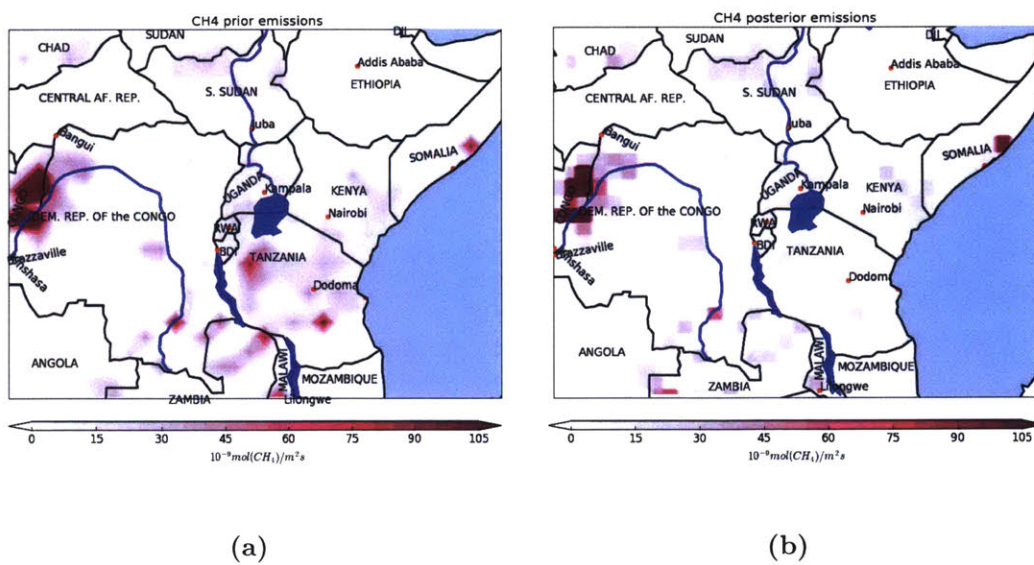 CH4 prior emissions
SUDAN
CHAD
DJI
Addis Ababa
ETHIOPIA
CENTRAL AF. REP.
S. SUDAN
Juba
Bangui
SOMALIA
UGANDA
Kampala
KENYA
DEM. REP. OF the CONGO
Nairobi
RWA
BDI
TANZANIA
Dodoma
ANGOLA
MALAWI
MOZAMBIQUE
ZAMBIA
Lilongwe
0 15 30 45 60 75 90 105
10⁻⁹mol(CH₄)/m²s
(a)
CH4 posterior emissions
SUDAN
CHAD
DJI
Addis Ababa
ETHIOPIA
CENTRAL AF. REP.
S. SUDAN
Juba
Bangui
SOMALIA
UGANDA
Kampala
KENYA
DEM. REP. OF the CONGO
Nairobi
RWA
BDI
TANZANIA
Dodoma
ANGOLA
MALAWI
MOZAMBIQUE
ZAMBIA
Lilongwe
0 15 30 45 60 75 90 105
10⁻⁹mol(CH₄)/m²s
(b)